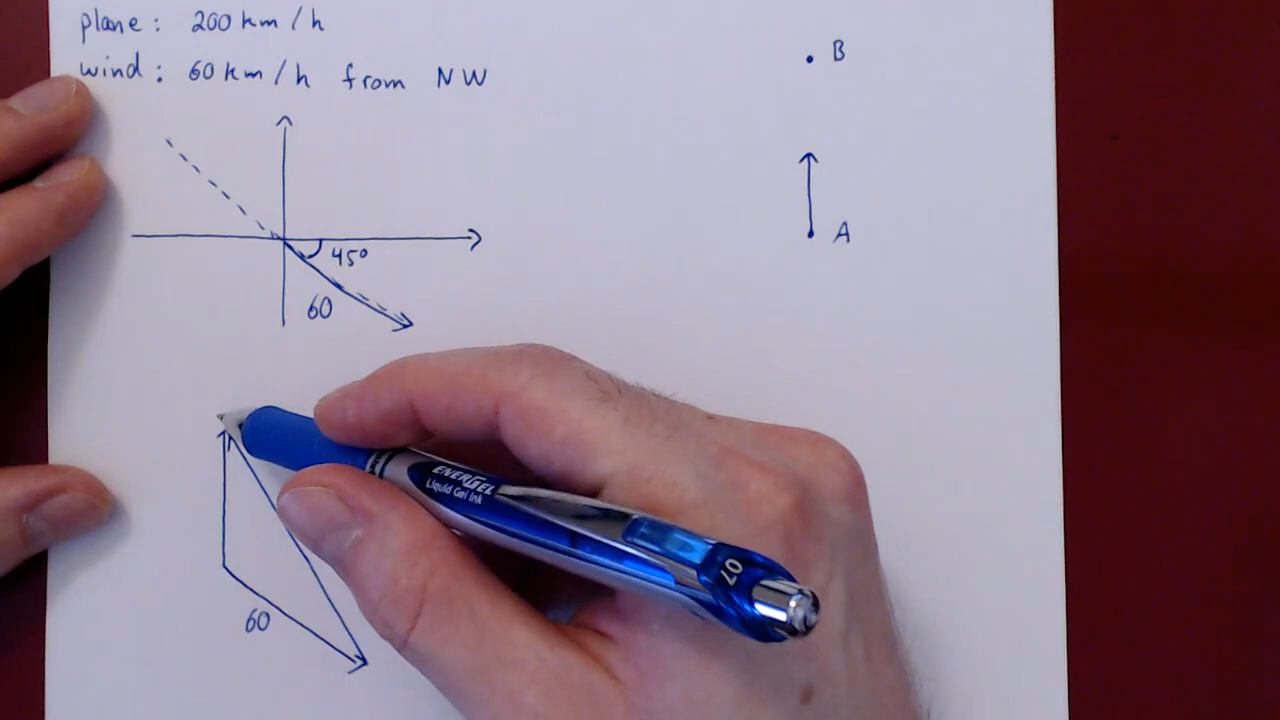 plane: 200 km/h
wind: 60 km/h from NW
B
A
45°
60
60
ENERGEL
Liquid Gel Ink
07